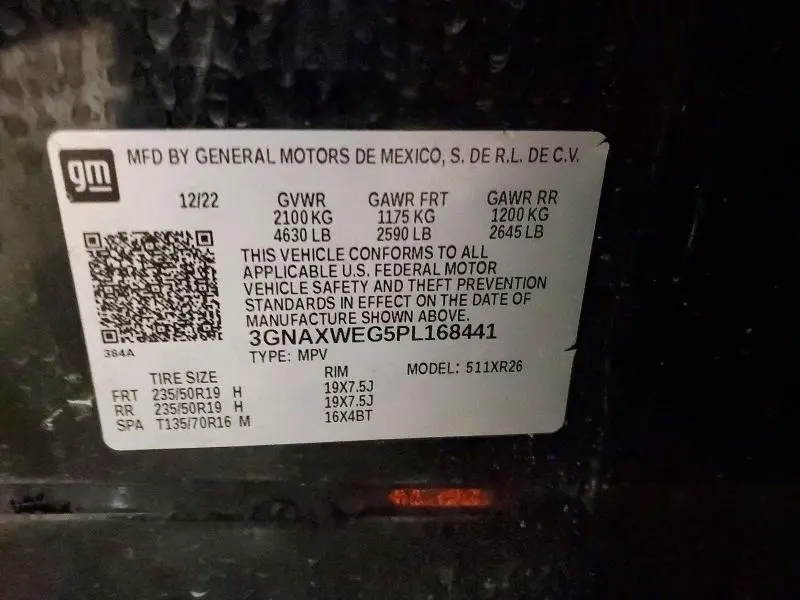 gm MFD BY GENERAL MOTORS DE MEXICO, S. DE R.L. DE C.V.
12/22 GVWR GAWR FRT GAWR RR
2100 KG 1175 KG 1200 KG
4630 LB 2590 LB 2645 LB
THIS VEHICLE CONFORMS TO ALL
APPLICABLE U.S. FEDERAL MOTOR
VEHICLE SAFETY AND THEFT PREVENTION
STANDARDS IN EFFECT ON THE DATE OF
MANUFACTURE SHOWN ABOVE.
3GNAXWEG5PL168441
384A
TYPE: MPV MODEL: 511XR26
TIRE SIZE RIM
FRT 235/50R19 H 19X7.5J
RR 235/50R19 H 19X7.5J
SPA T135/70R16 M 16X4BT